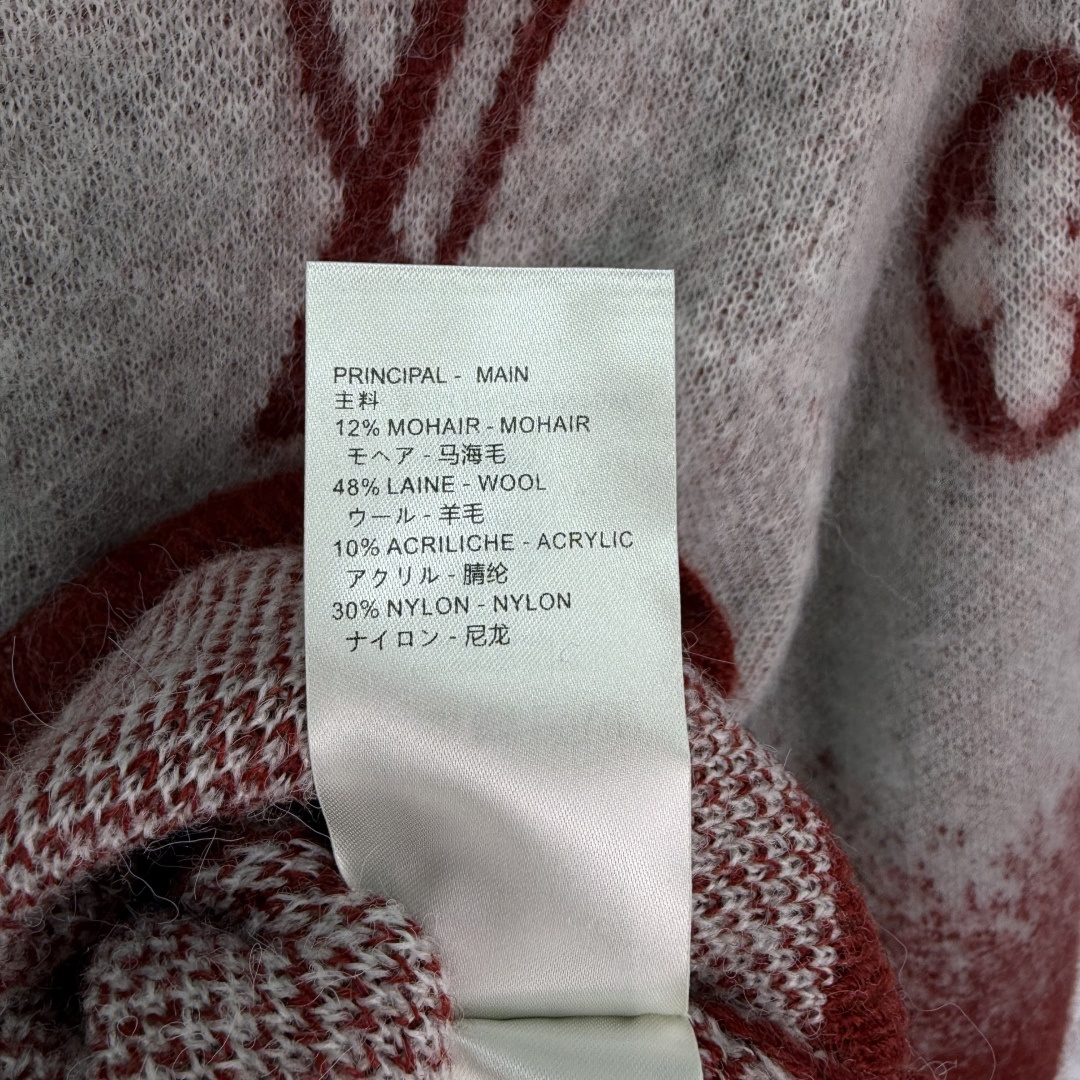 PRINCIPAL - MAIN
主料
12% MOHAIR - MOHAIR
モヘア - 马海毛
48% LAINE - WOOL
ウール - 羊毛
10% ACRILICHE - ACRYLIC
アクリル - 腈纶
30% NYLON - NYLON
ナイロン - 尼龙